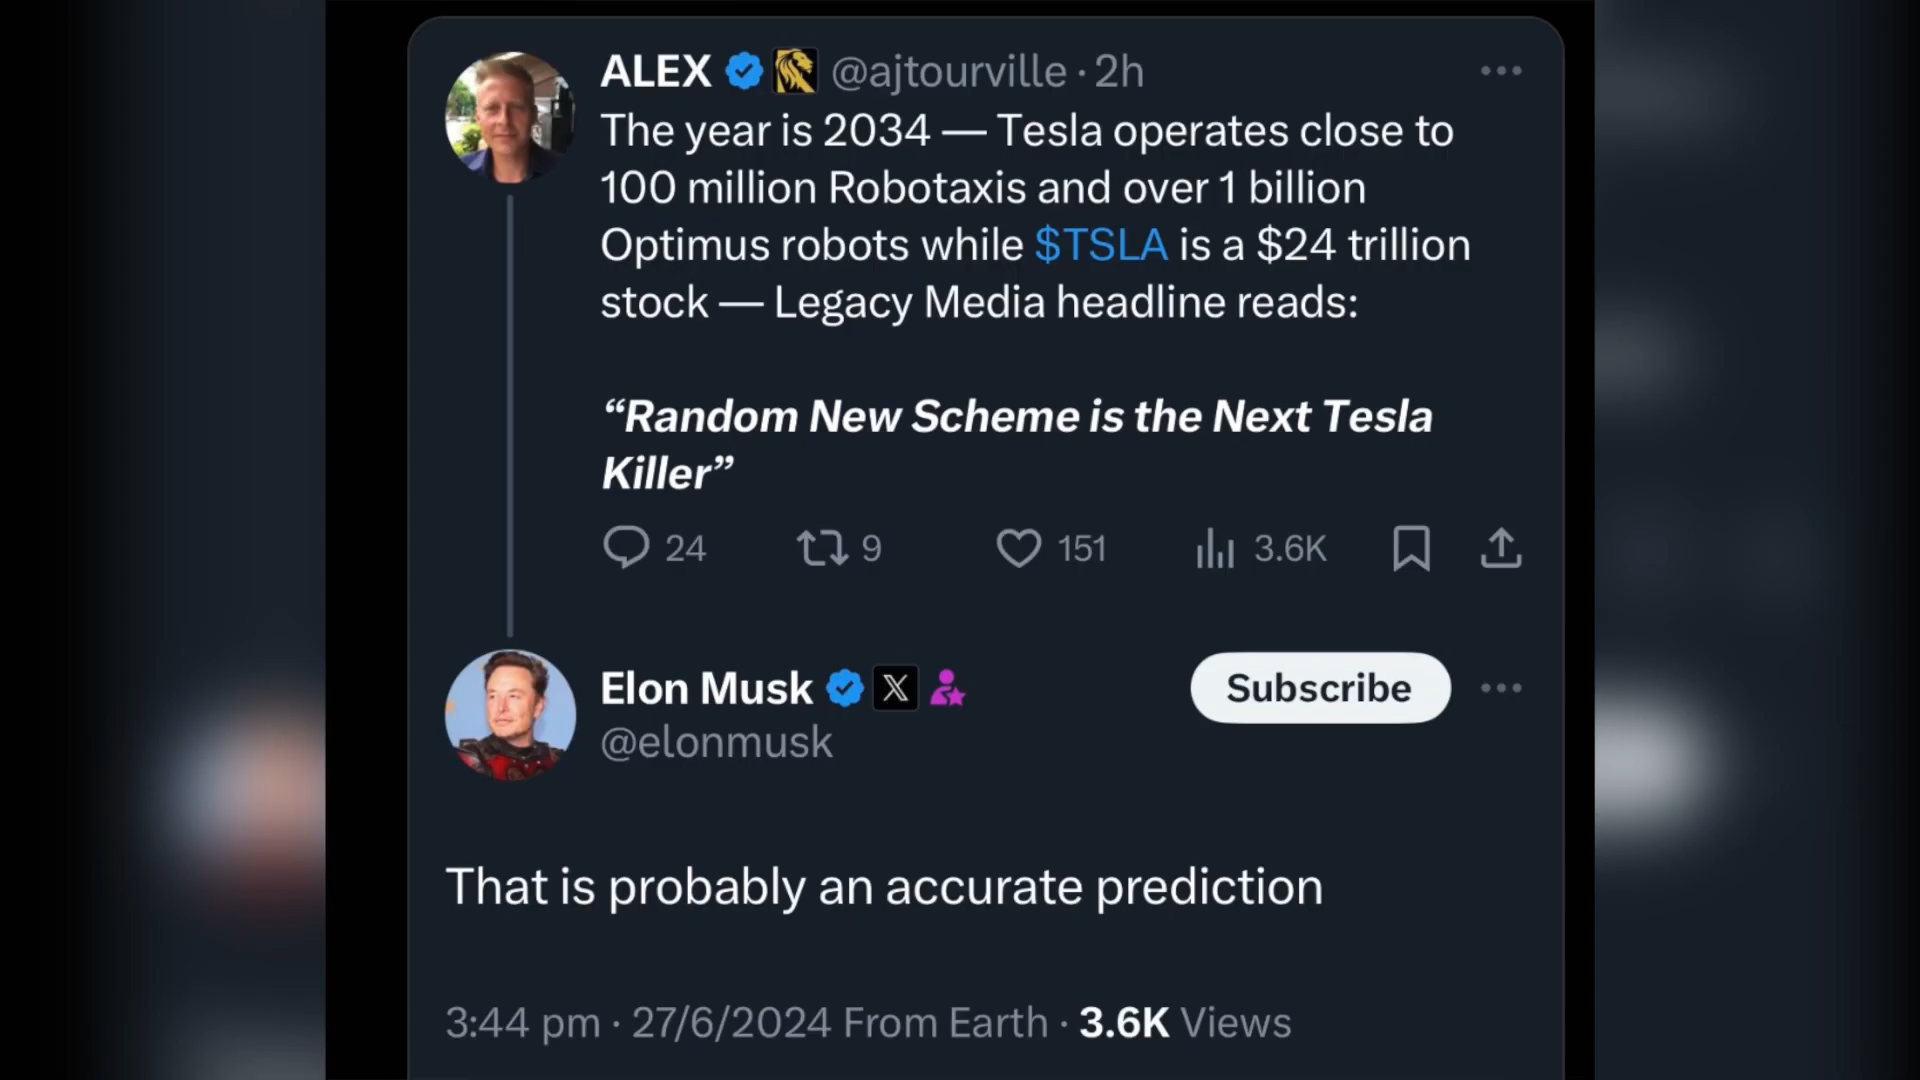 ALEX @ajtourville · 2h
The year is 2034 — Tesla operates close to
100 million Robotaxis and over 1 billion
Optimus robots while $TSLA is a $24 trillion
stock — Legacy Media headline reads:
“Random New Scheme is the Next Tesla
Killer”
24 9 151 3.6K
Elon Musk X Subscribe
@elonmusk
That is probably an accurate prediction
3:44 pm · 27/6/2024 From Earth · 3.6K Views